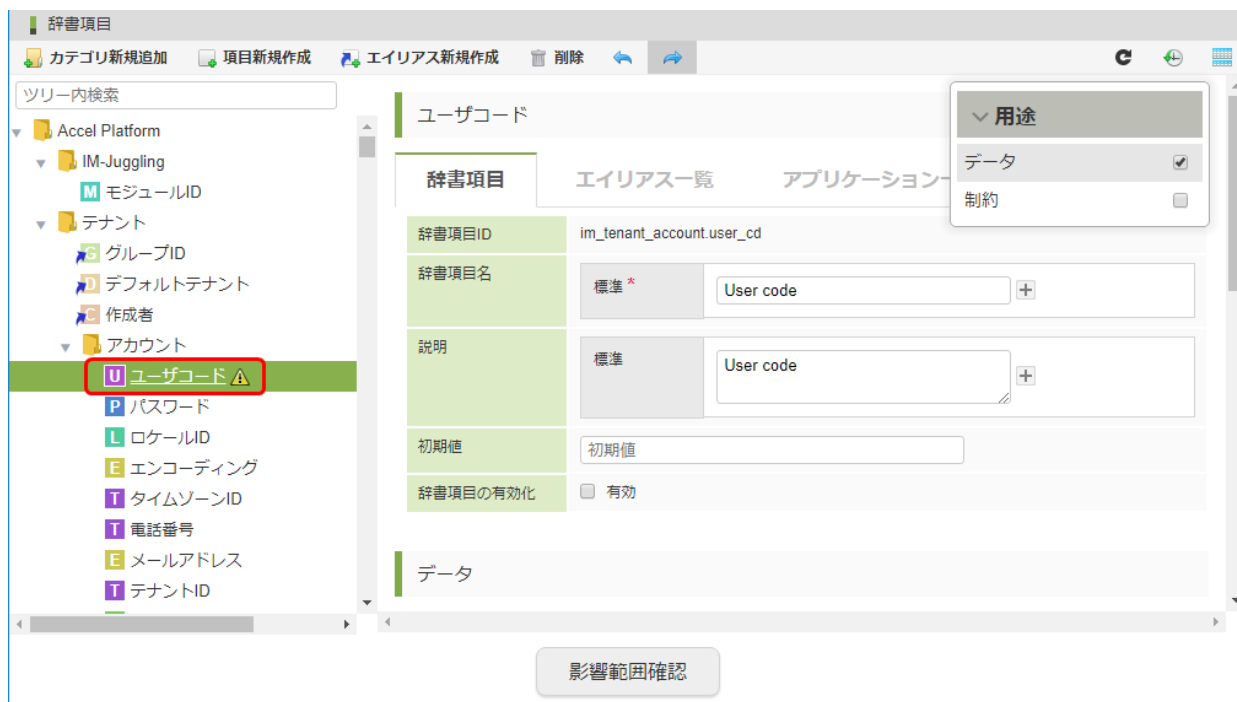 辞書項目
カテゴリ新規追加 項目新規作成 エイリアス新規作成 削除
ツリー内検索
Accel Platform
IM-Juggling
M モジュールID
テナント
G グループID
D デフォルトテナント
C 作成者
アカウント
U ユーザコード
P パスワード
L ロケールID
E エンコーディング
T タイムゾーンID
T 電話番号
E メールアドレス
T テナントID
ユーザコード
辞書項目 エイリアス一覧 アプリケーション
辞書項目ID im_tenant_account.user_cd
辞書項目名 標準 * User code
説明 標準 User code
初期値 初期値
辞書項目の有効化 有効
データ
用途
データ
制約
影響範囲確認